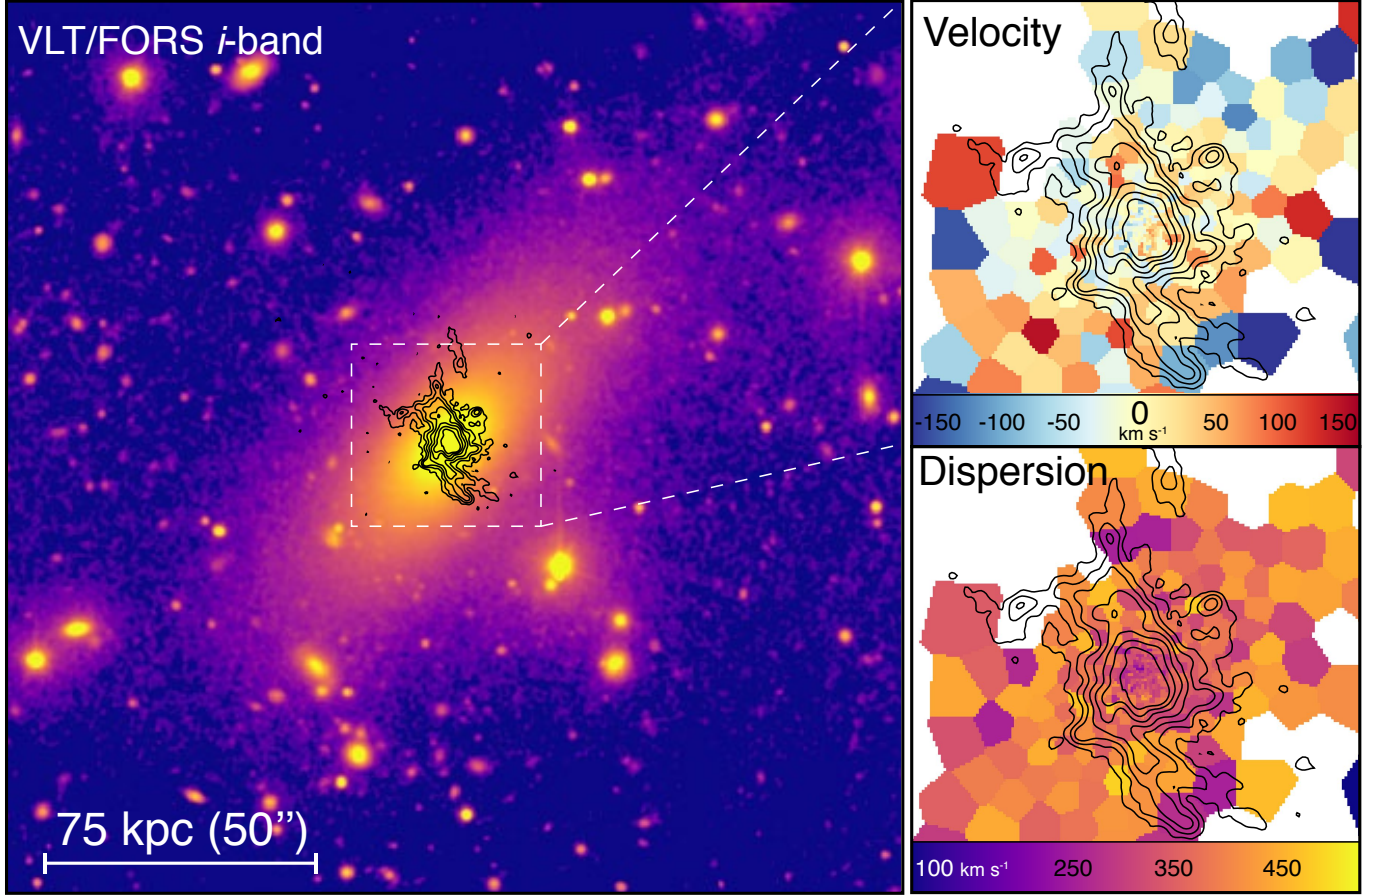 VLT/FORS i-band
75 kpc (50”)
Velocity
-150 -100 -50 0 50 100 150
km s-1
Dispersion
100 km s-1 250 350 450